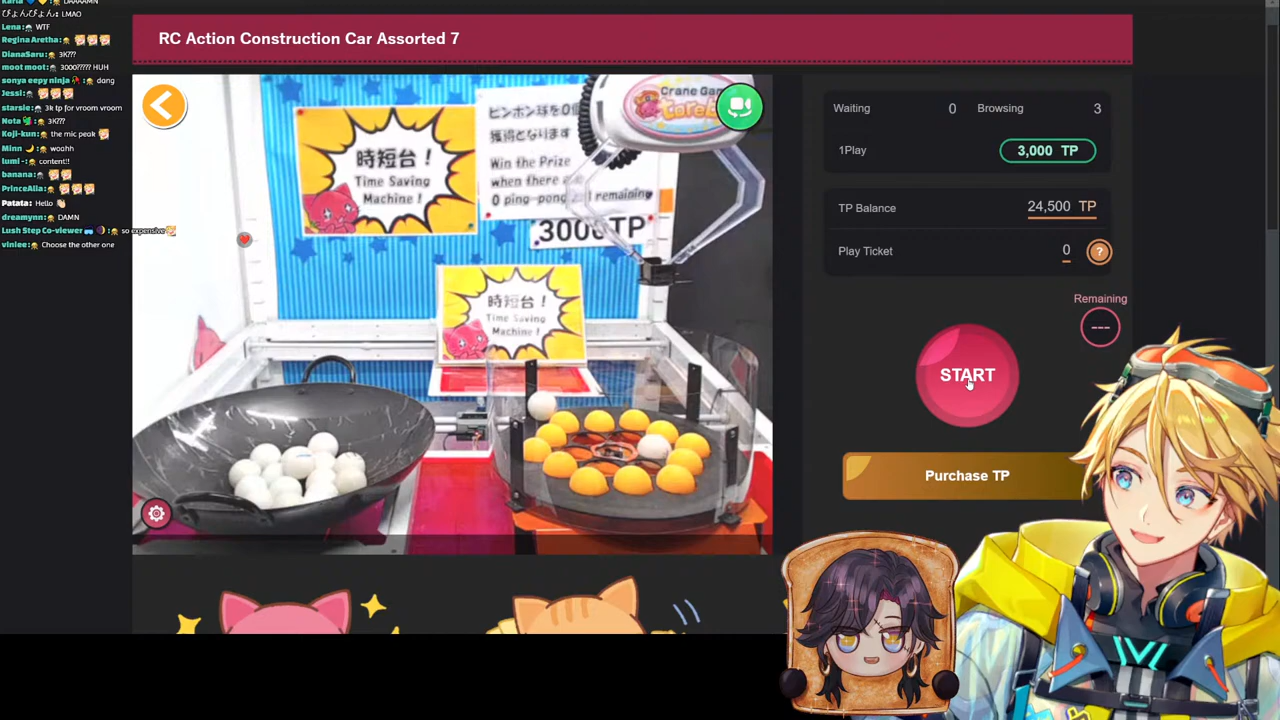 Karla 💙💛:: DAAAAMN
ぴょんぴょん: LMAO
Lena: WTF
Regina Aretha:
DianaSaru: 3K???
moot moot: 3000????? HUH
sonya eepy ninja: dang
Jessi:
starsie: 3k tp for vroom vroom
Nota: 3K???
Koji-kun: the mic peak
Minn: woahh
lumi -: content!!
banana:
PrinceAlia:
Patata: Hello 👋🏻
dreamynn: DAMN
Lush Step Co-viewer: so expensive
vinlee: Choose the other one
RC Action Construction Car Assorted 7
時短台!
Time Saving
Machine !
ピンポン球を0個
獲得となります
Win the Prize
when there a
0 ping-pong
remaining
3000TP
Crane Gam
toreb
時短台!
Time Saving
Machine !
Waiting 0 Browsing 3
1Play 3,000 TP
TP Balance 24,500 TP
Play Ticket 0 ?
Remaining
---
START
Purchase TP